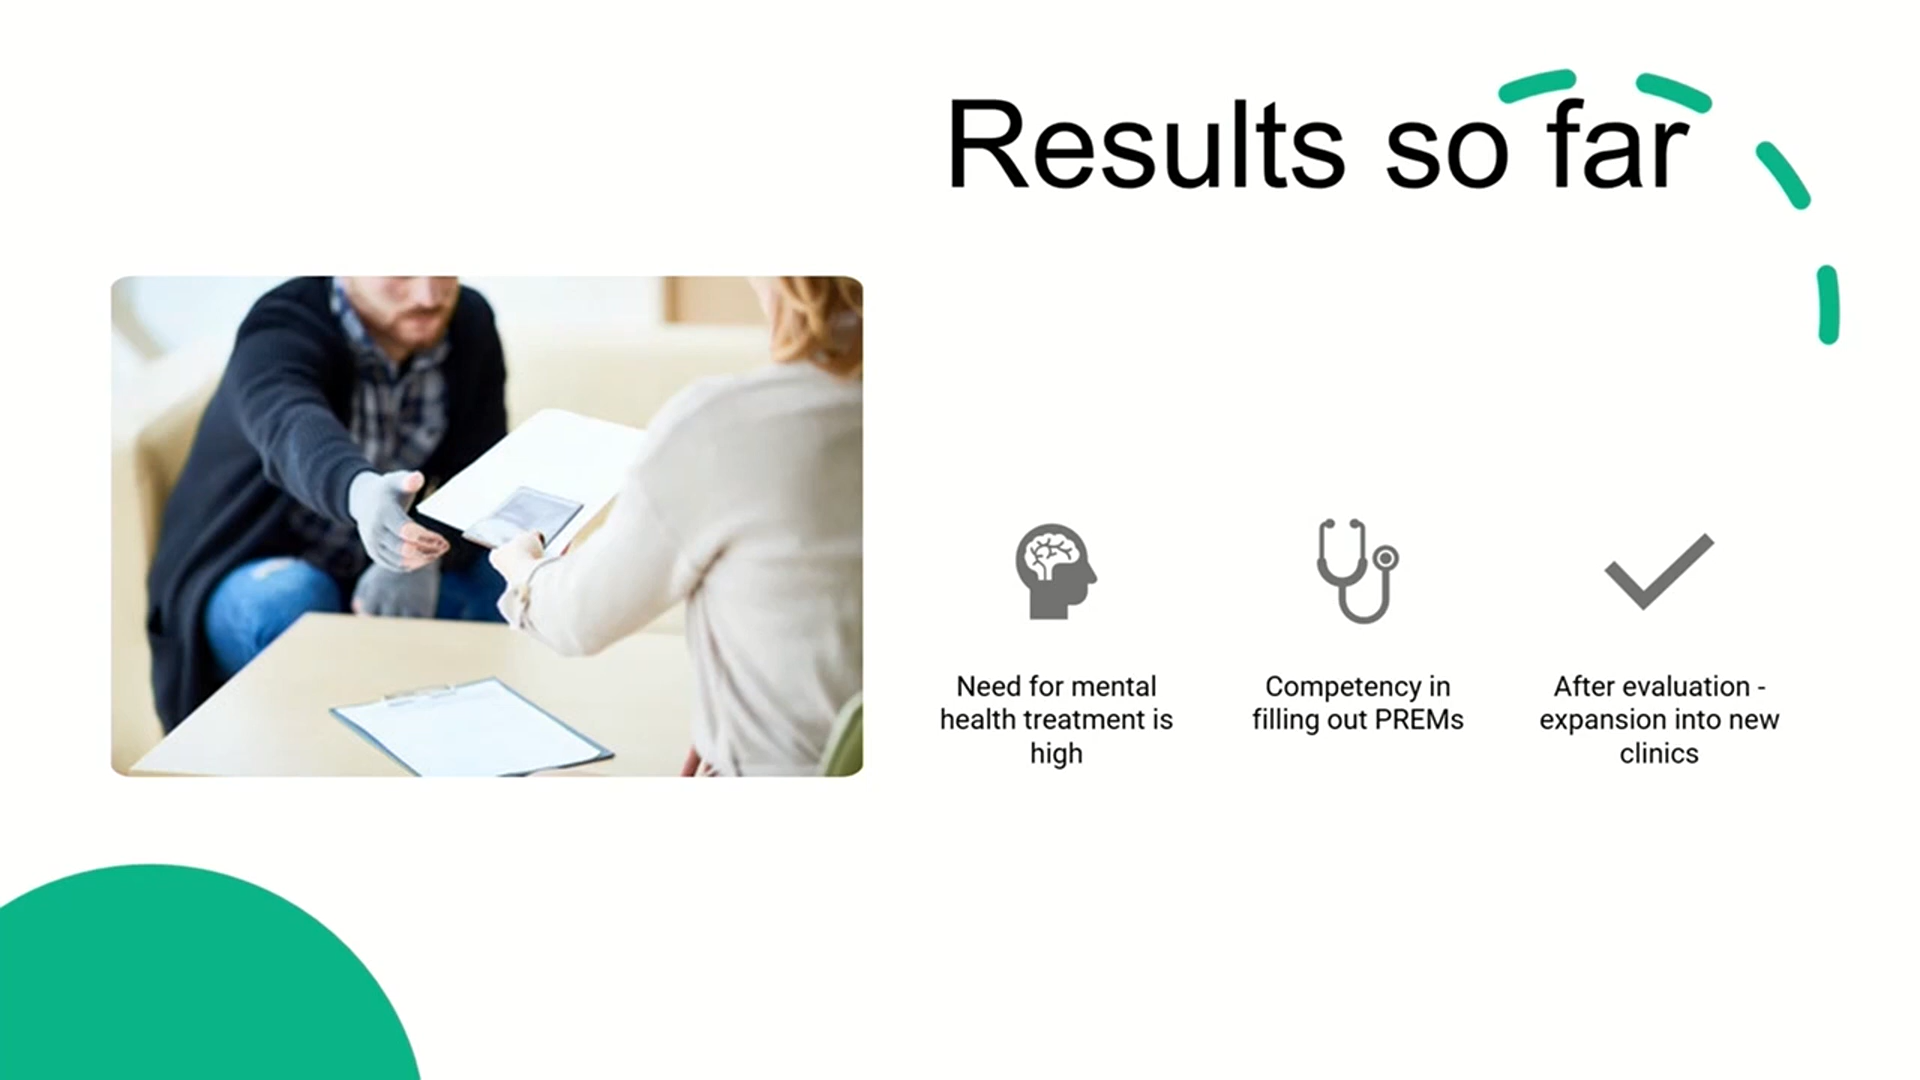 Results so far
Need for mental
health treatment is
high
Competency in
filling out PREMs
After evaluation -
expansion into new
clinics